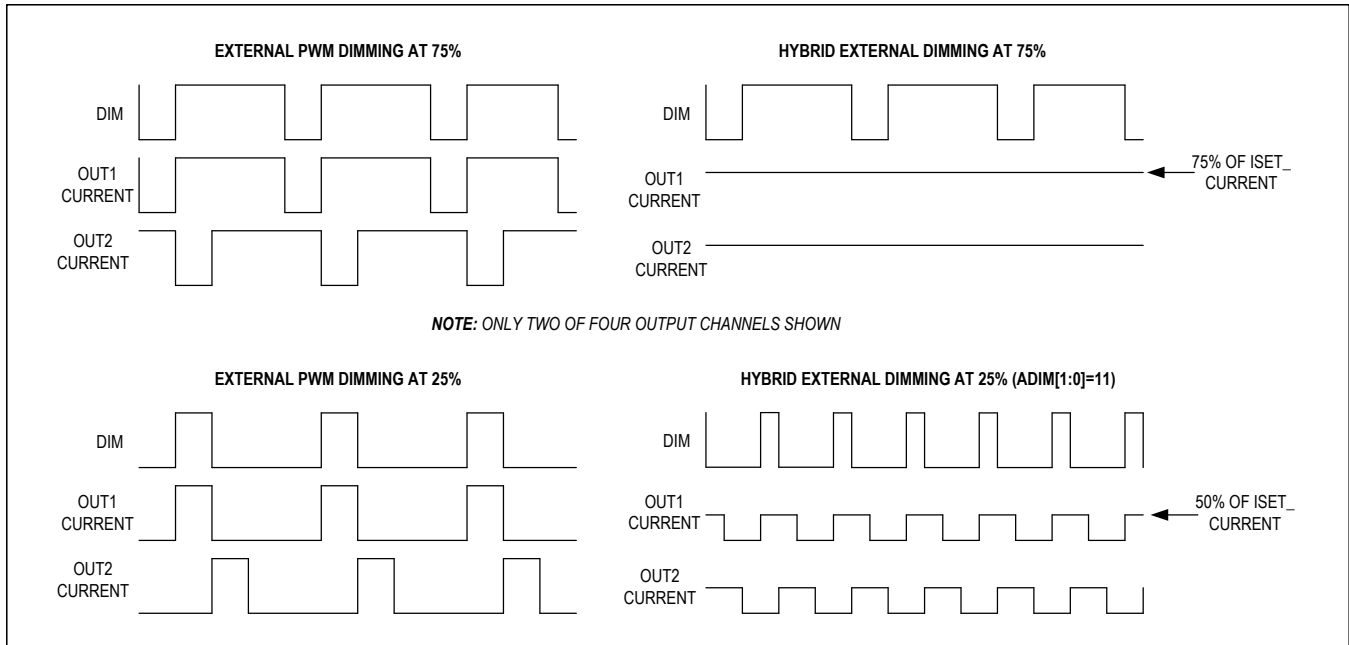 EXTERNAL PWM DIMMING AT 75%
DIM
OUT1
CURRENT
OUT2
CURRENT
HYBRID EXTERNAL DIMMING AT 75%
DIM
OUT1
CURRENT
75% OF ISET_
CURRENT
OUT2
CURRENT
NOTE: ONLY TWO OF FOUR OUTPUT CHANNELS SHOWN
EXTERNAL PWM DIMMING AT 25%
DIM
OUT1
CURRENT
OUT2
CURRENT
HYBRID EXTERNAL DIMMING AT 25% (ADIM[1:0]=11)
DIM
OUT1
CURRENT
50% OF ISET_
CURRENT
OUT2
CURRENT